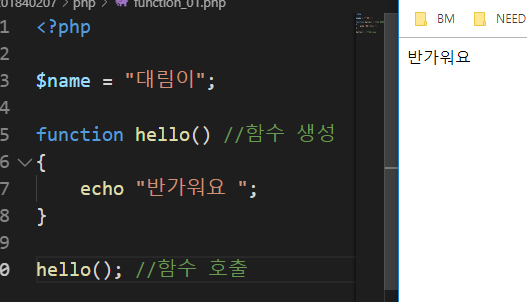 201840207 > php > function_01.php
BM NEED
1 <?php
반가워요
2
3 $name = "대림이";
4
5 function hello() //함수 생성
6 {
7 echo "반가워요 ";
8 }
9
0 hello(); //함수 호출